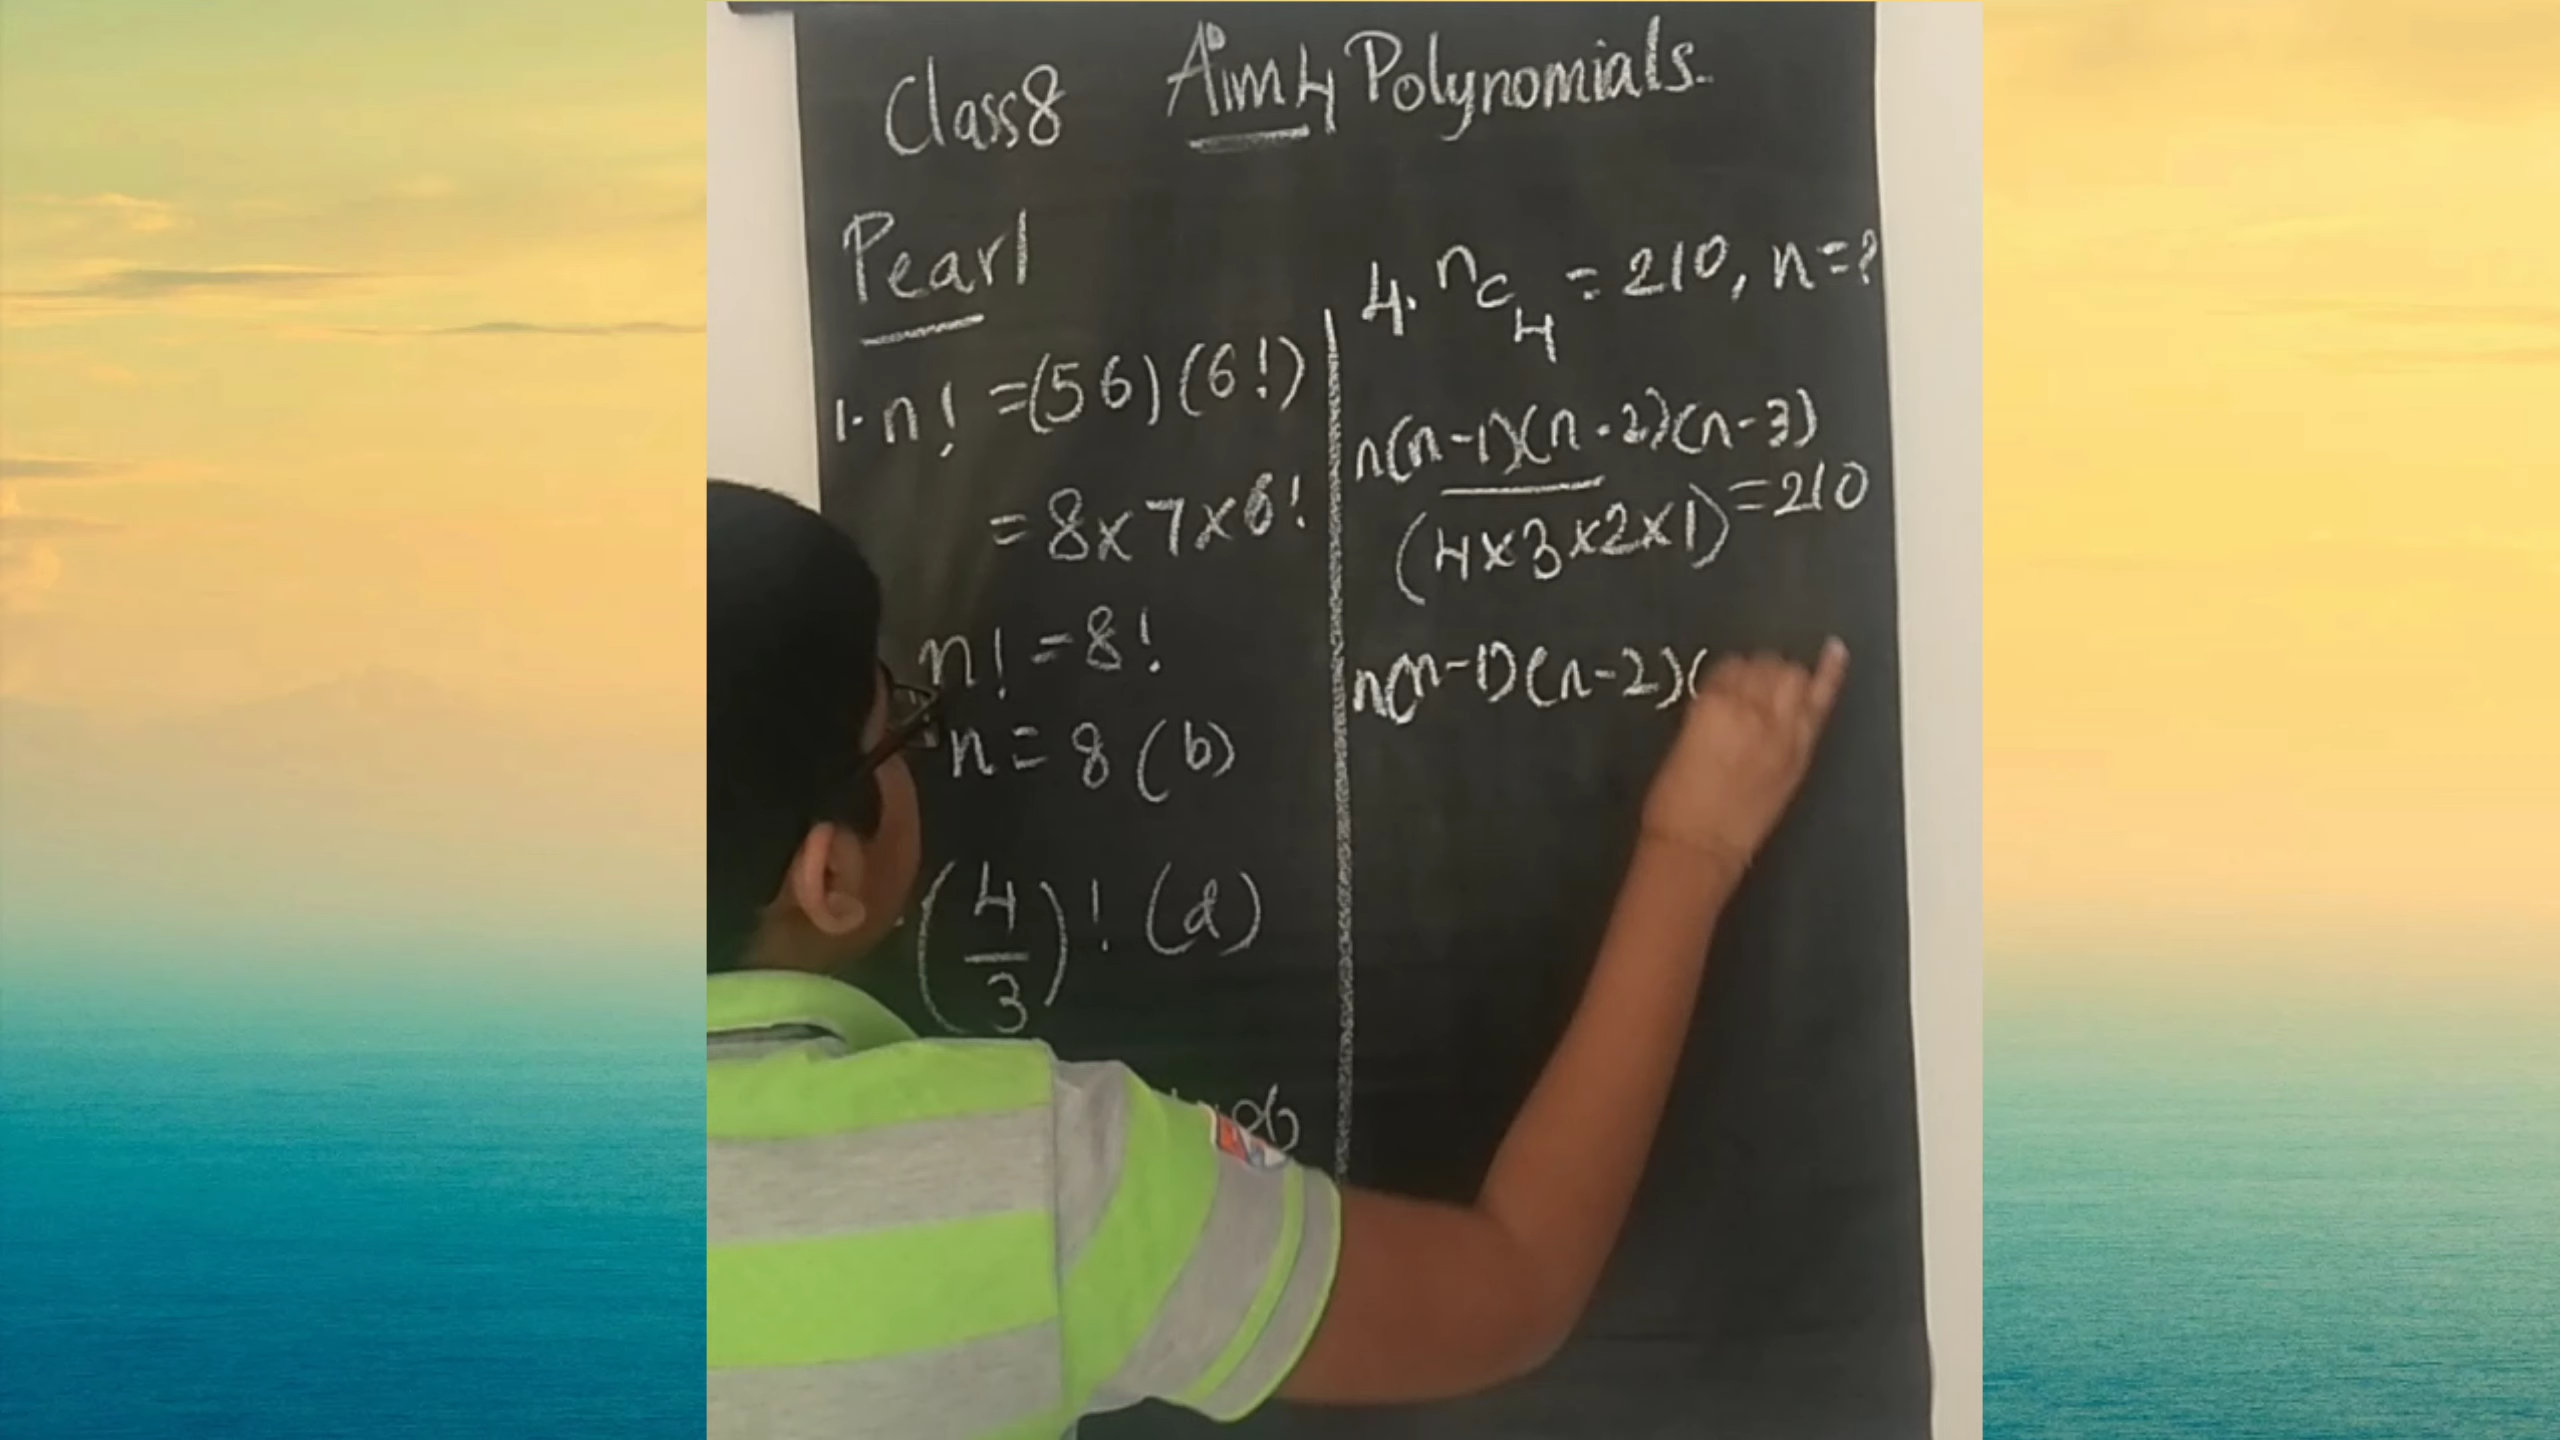 Class 8 Aim 4 Polynomials.
Pearl
1. n! = (56) (6!)
= 8 × 7 × 6!
n! = 8!
n = 8 (b)
(4/3)! (d)
4. nC4 = 210, n = ?
n(n-1)(n-2)(n-3)
(4×3×2×1) = 210
n(n-1)(n-2)(